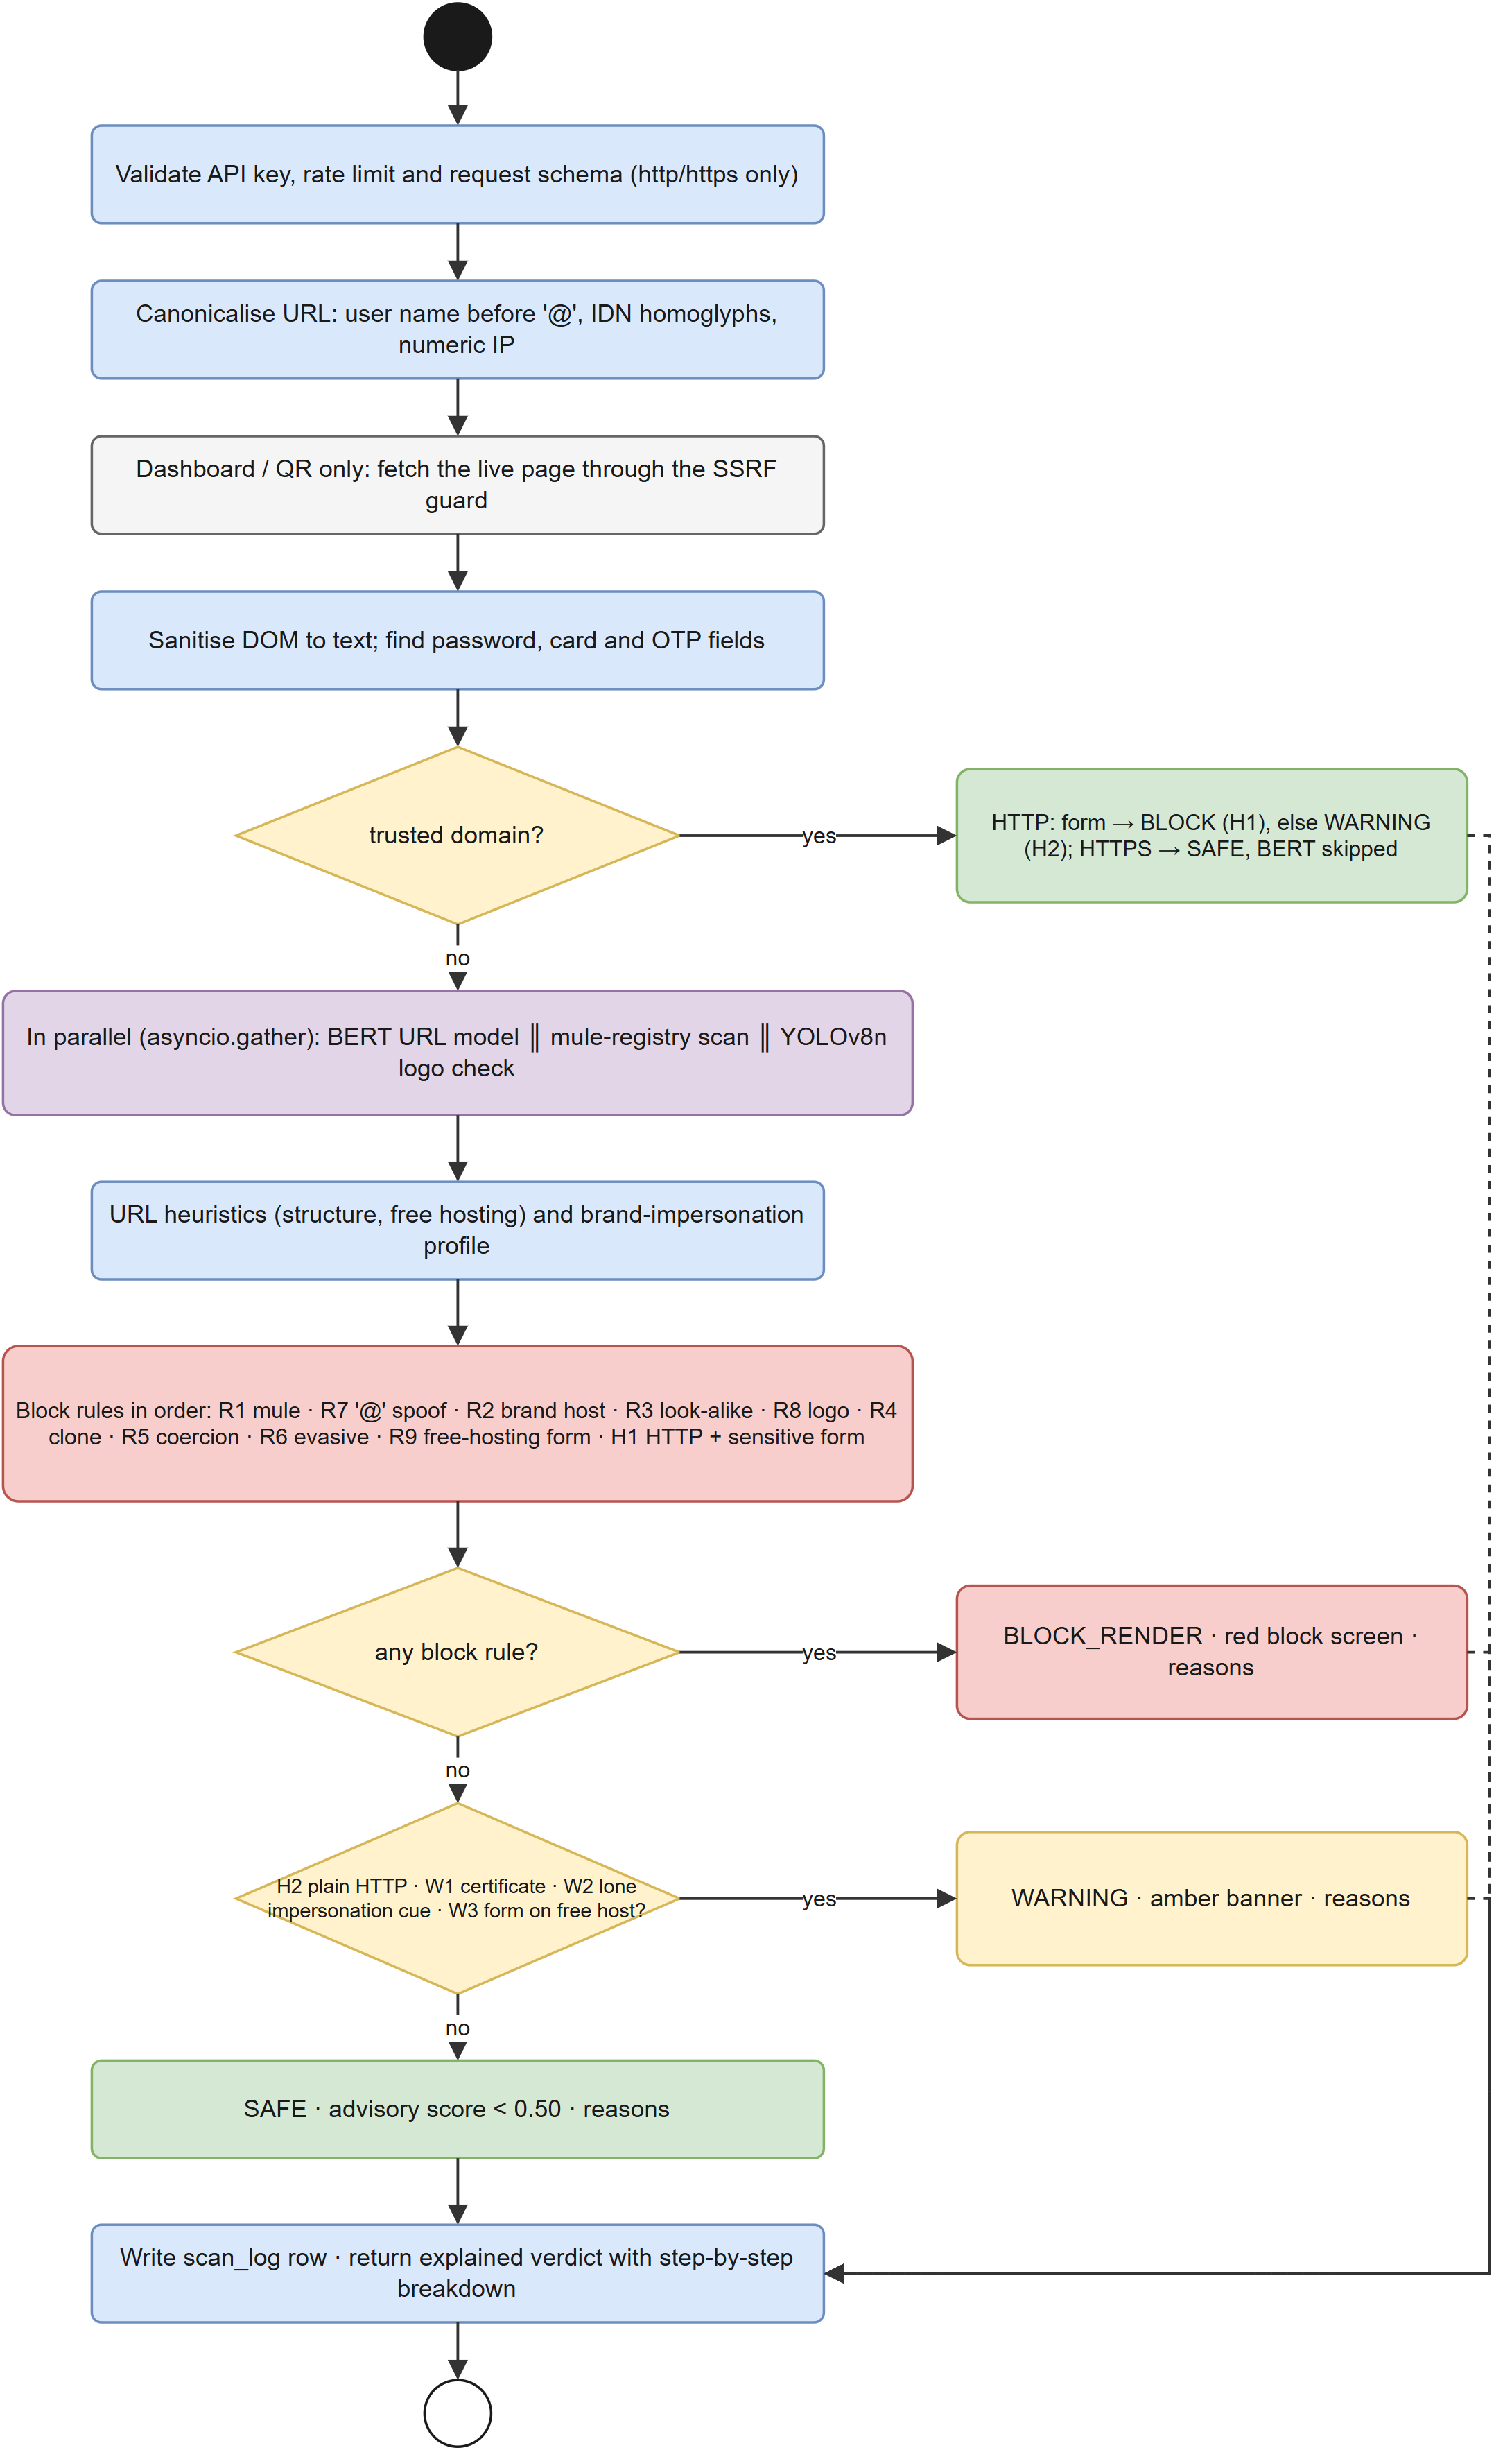 Validate API key, rate limit and request schema (http/https only)
Canonicalise URL: user name before '@', IDN homoglyphs,
numeric IP
Dashboard / QR only: fetch the live page through the SSRF
guard
Sanitise DOM to text; find password, card and OTP fields
trusted domain?
yes
HTTP: form → BLOCK (H1), else WARNING
(H2); HTTPS → SAFE, BERT skipped
no
In parallel (asyncio.gather): BERT URL model ║ mule-registry scan ║ YOLOv8n
logo check
URL heuristics (structure, free hosting) and brand-impersonation
profile
Block rules in order: R1 mule · R7 '@' spoof · R2 brand host · R3 look-alike · R8 logo · R4
clone · R5 coercion · R6 evasive · R9 free-hosting form · H1 HTTP + sensitive form
any block rule?
yes
BLOCK_RENDER · red block screen ·
reasons
no
H2 plain HTTP · W1 certificate · W2 lone
impersonation cue · W3 form on free host?
yes
WARNING · amber banner · reasons
no
SAFE · advisory score < 0.50 · reasons
Write scan_log row · return explained verdict with step-by-step
breakdown